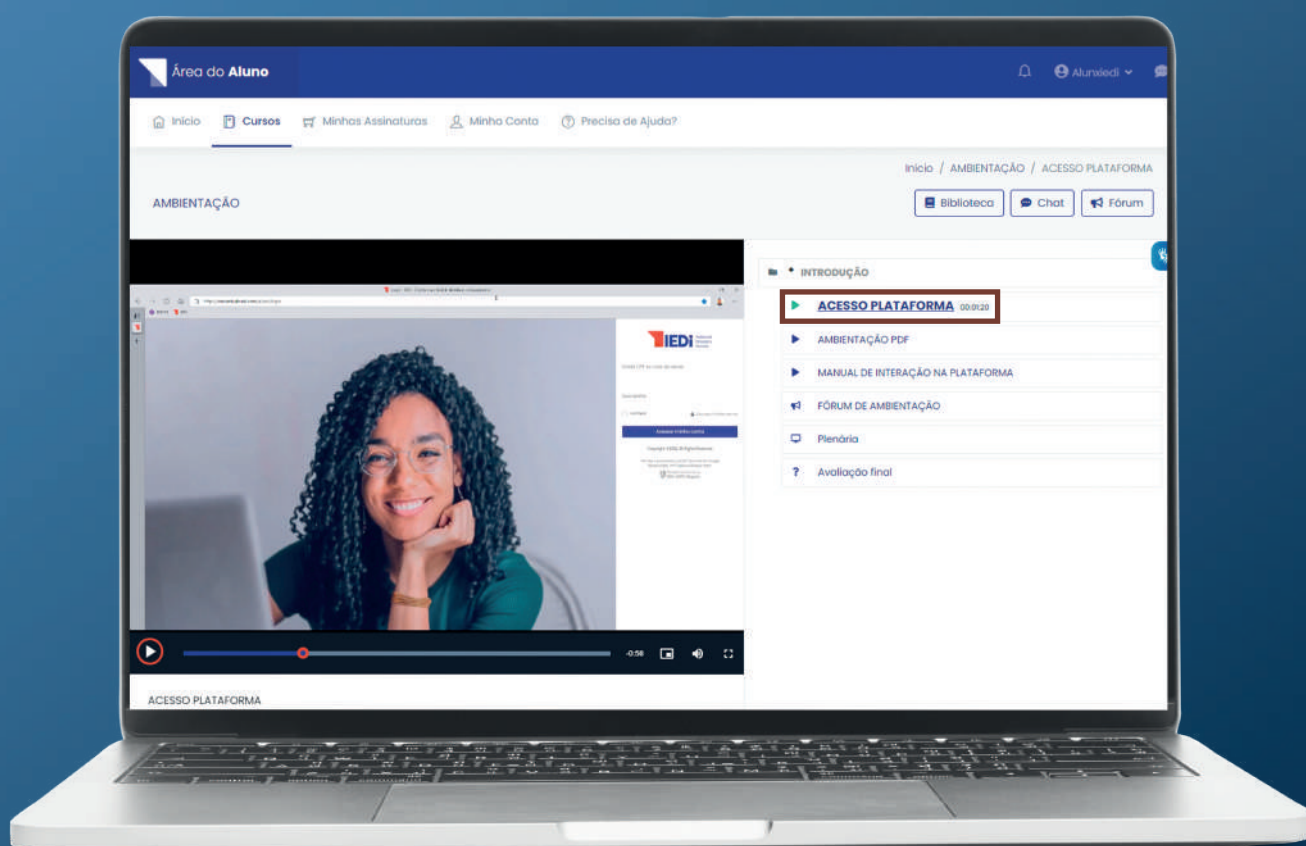 Área do Aluno
Alunxiedi
Início
Cursos
Minhas Assinaturas
Minha Conta
Precisa de Ajuda?
Início / AMBIENTAÇÃO / ACESSO PLATAFORMA
AMBIENTAÇÃO
Biblioteca
Chat
Fórum
IEDi
INTRODUÇÃO
ACESSO PLATAFORMA 00:01:20
AMBIENTAÇÃO PDF
MANUAL DE INTERAÇÃO NA PLATAFORMA
FÓRUM DE AMBIENTAÇÃO
Plenária
? Avaliação final
-0:58
ACESSO PLATAFORMA